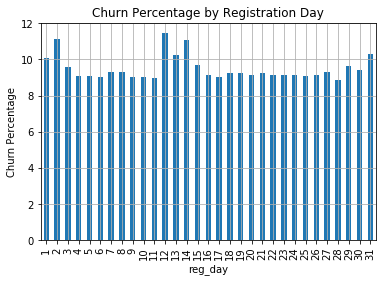 Churn Percentage by Registration Day
Churn Percentage
12
10
8
6
4
2
0
1 2 3 4 5 6 7 8 9 10 11 12 13 14 15 16 17 18 19 20 21 22 23 24 25 26 27 28 29 30 31
reg_day